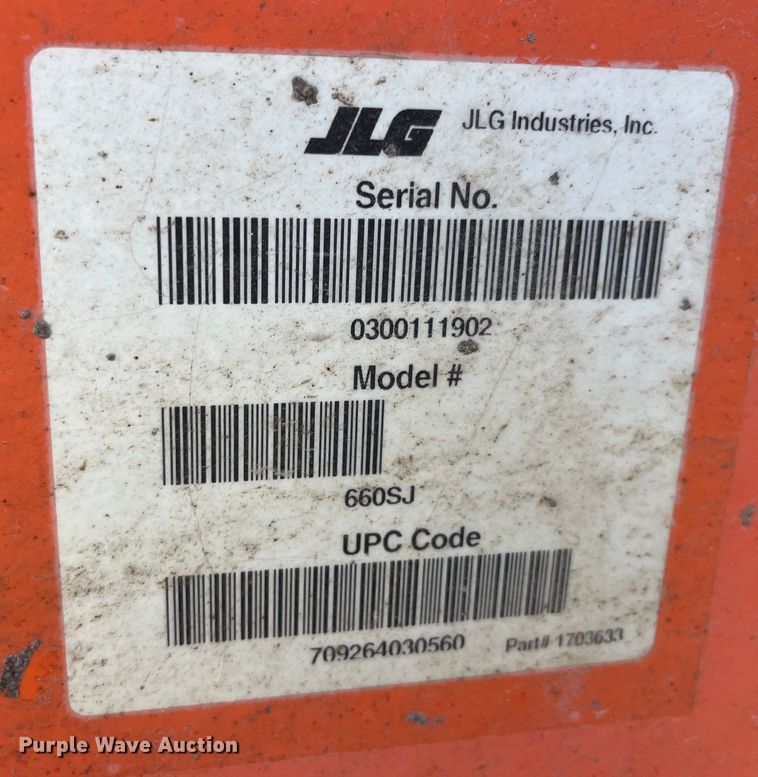 JLG JLG Industries, Inc.
Serial No.
0300111902
Model #
660SJ
UPC Code
709264030560 Part# 1703633
Purple Wave Auction